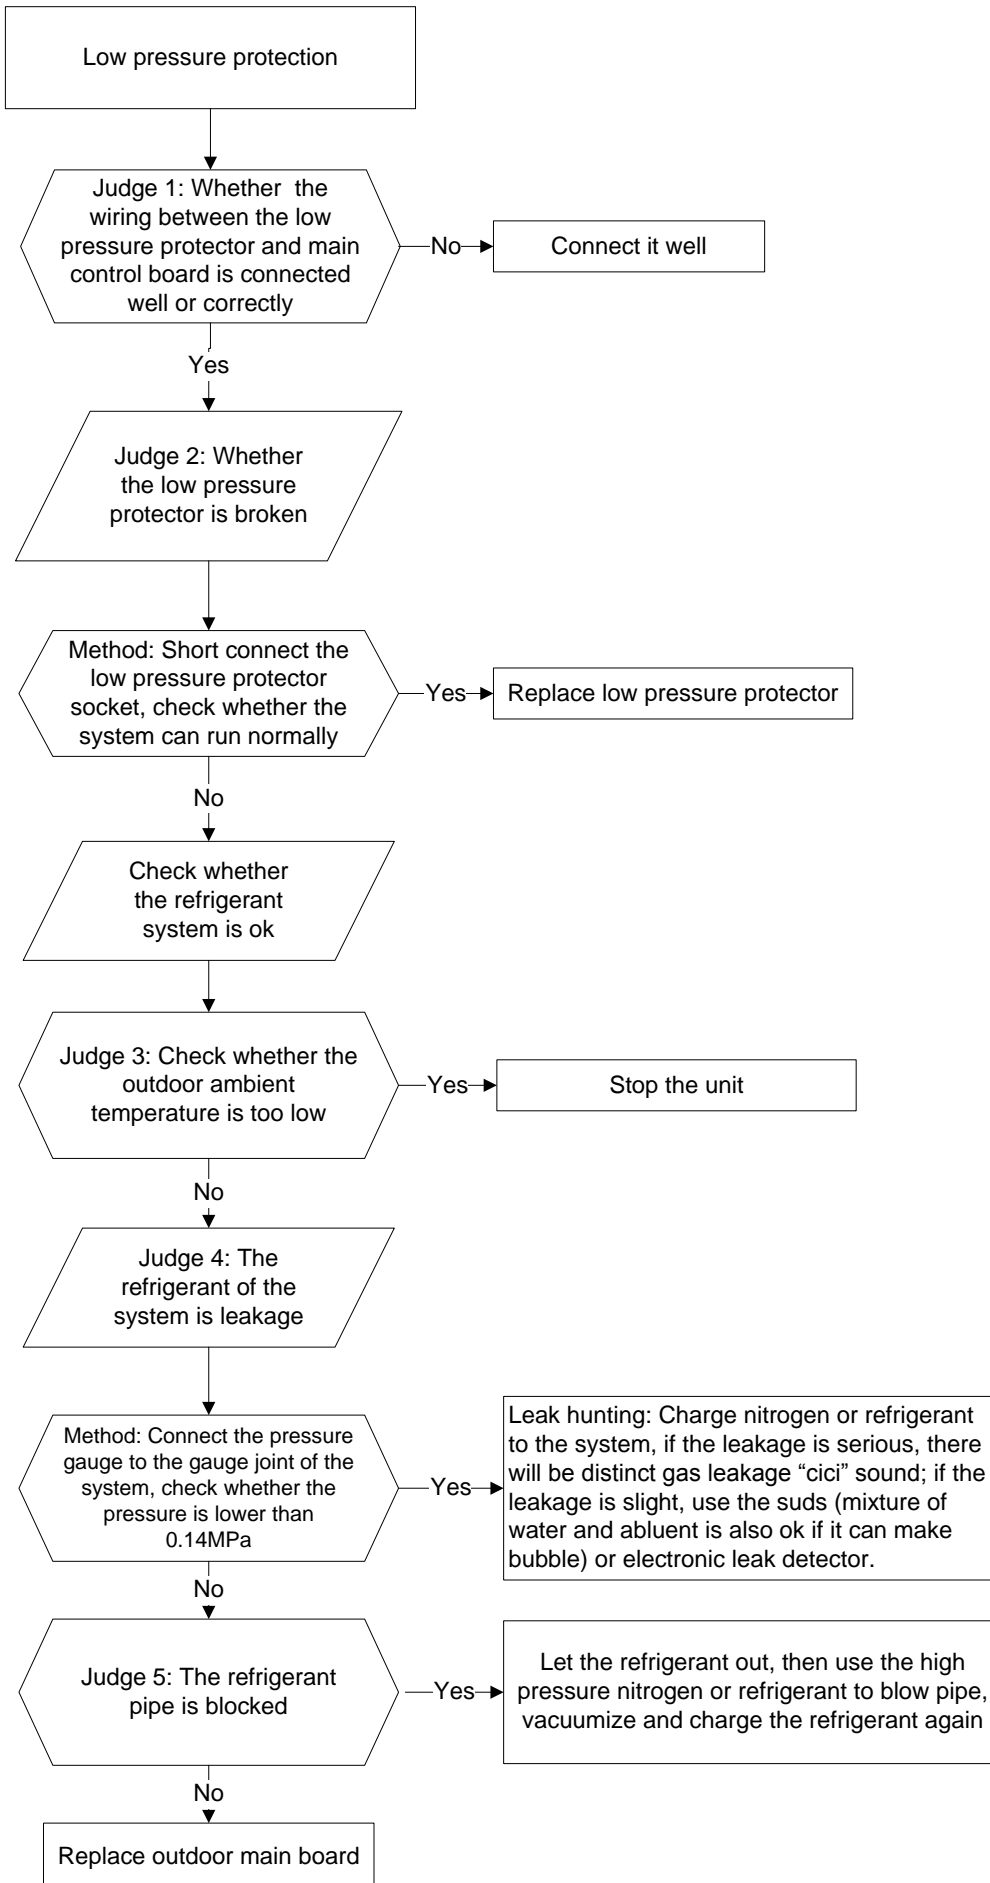 Low pressure protection
Judge 1: Whether the
wiring between the low
pressure protector and main
control board is connected
well or correctly
No
Connect it well
Yes
Judge 2: Whether
the low pressure
protector is broken
Method: Short connect the
low pressure protector
socket, check whether the
system can run normally
Yes
Replace low pressure protector
No
Check whether
the refrigerant
system is ok
Judge 3: Check whether the
outdoor ambient
temperature is too low
Yes
Stop the unit
No
Judge 4: The
refrigerant of the
system is leakage
Method: Connect the pressure
gauge to the gauge joint of the
system, check whether the
pressure is lower than
0.14MPa
Yes
Leak hunting: Charge nitrogen or refrigerant
to the system, if the leakage is serious, there
will be distinct gas leakage “cici” sound; if the
leakage is slight, use the suds (mixture of
water and abluent is also ok if it can make
bubble) or electronic leak detector.
No
Judge 5: The refrigerant
pipe is blocked
Yes
Let the refrigerant out, then use the high
pressure nitrogen or refrigerant to blow pipe,
vacuumize and charge the refrigerant again
No
Replace outdoor main board